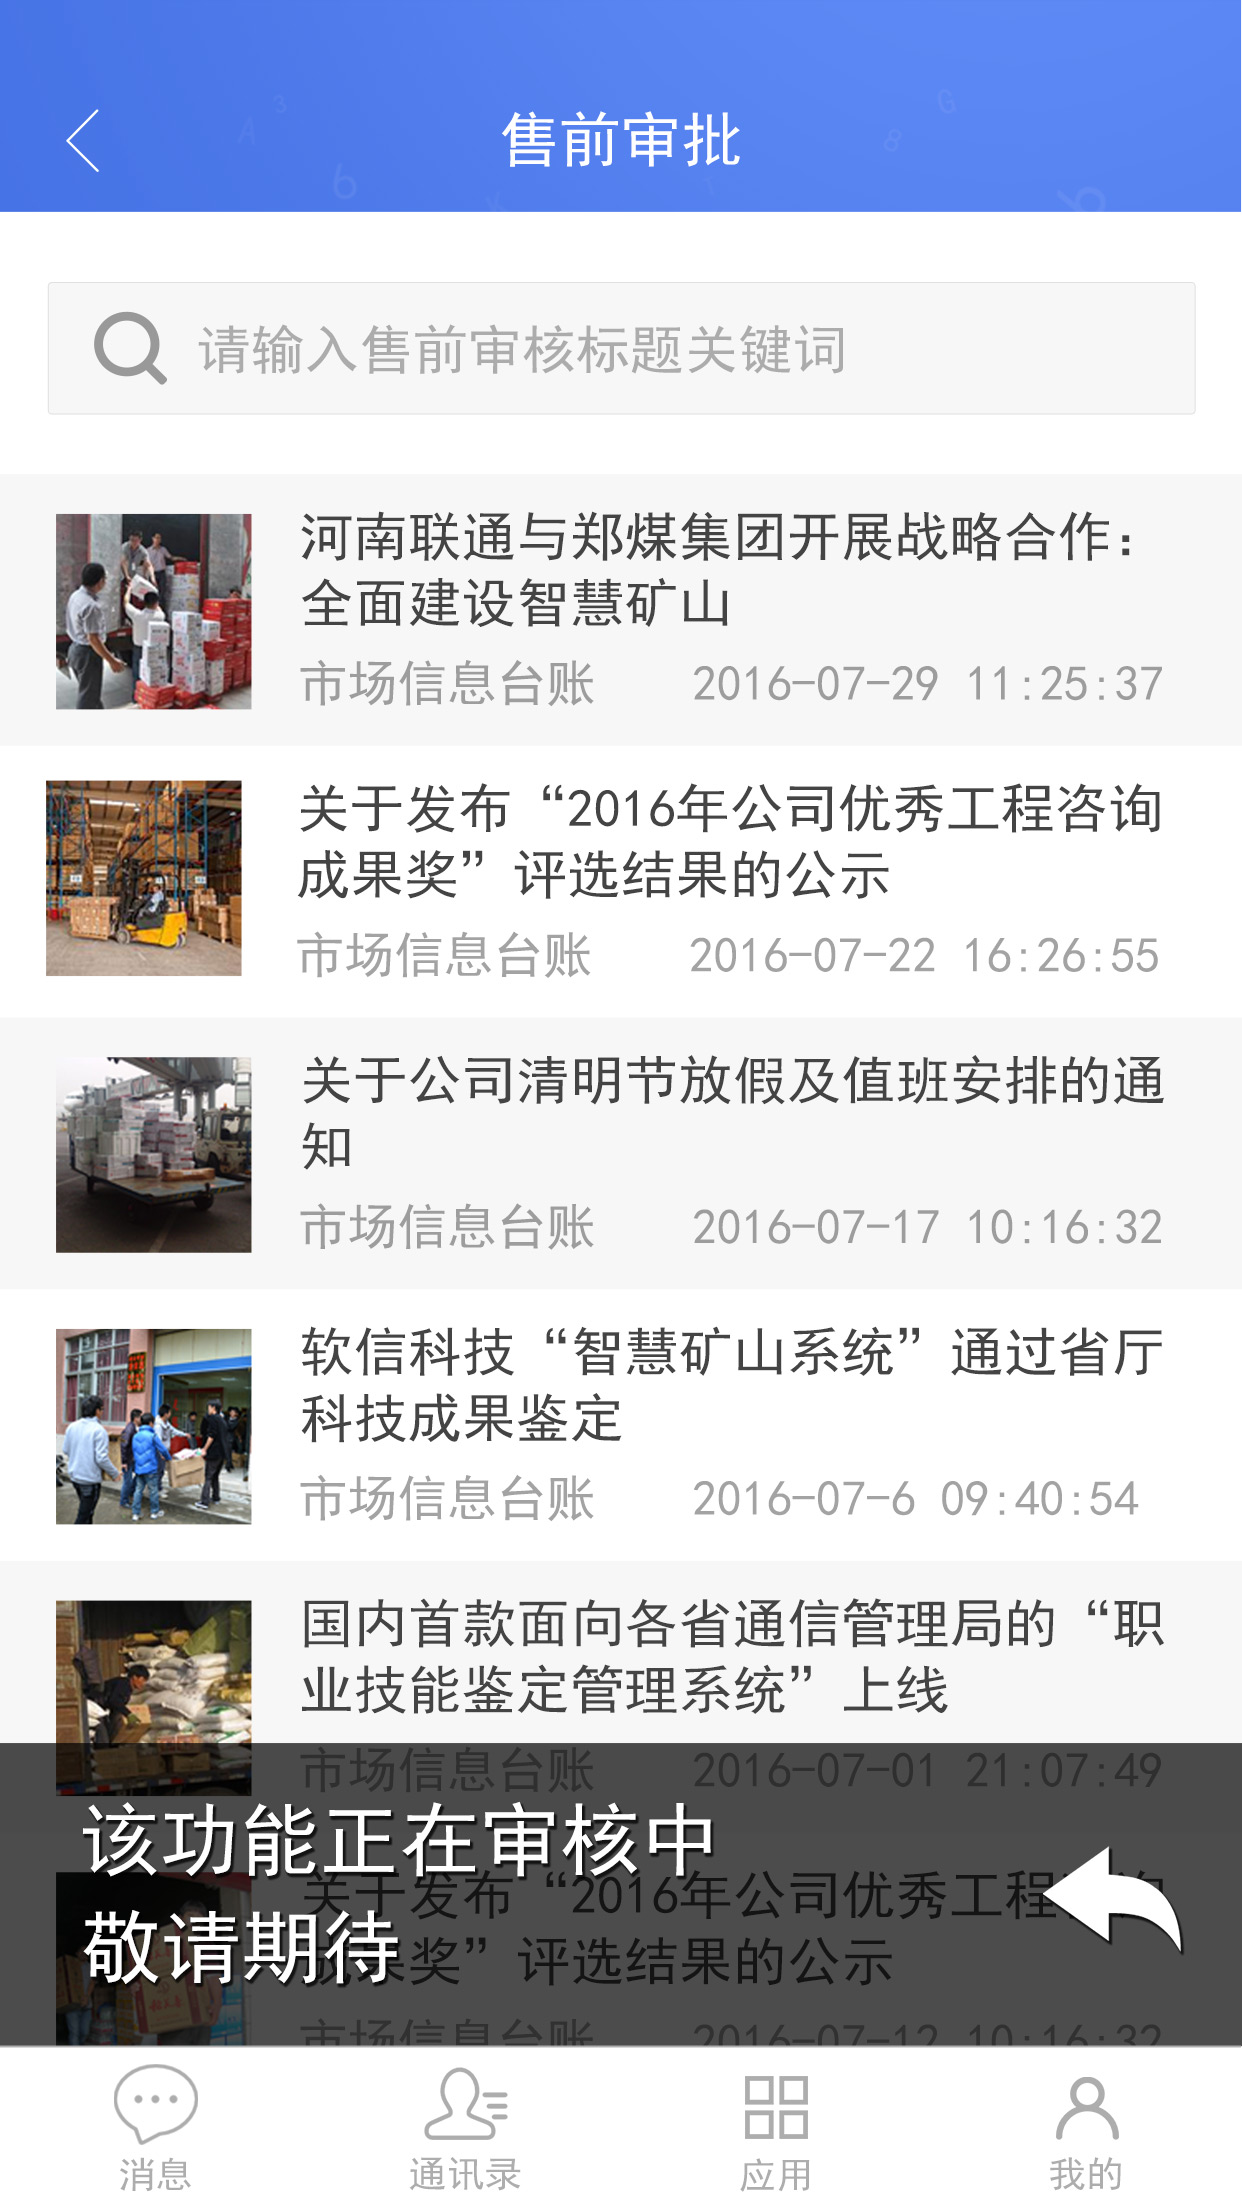 售前审批
请输入售前审核标题关键词
河南联通与郑煤集团开展战略合作：
全面建设智慧矿山
市场信息台账 2016-07-29 11:25:37
关于发布“2016年公司优秀工程咨询
成果奖”评选结果的公示
市场信息台账 2016-07-22 16:26:55
关于公司清明节放假及值班安排的通
知
市场信息台账 2016-07-17 10:16:32
软信科技“智慧矿山系统”通过省厅
科技成果鉴定
市场信息台账 2016-07-6 09:40:54
国内首款面向各省通信管理局的“职
业技能鉴定管理系统”上线
市场信息台账 2016-07-01 21:07:49
该功能正在审核中
关于发布“2016年公司优秀工程咨询
敬请期待
成果奖”评选结果的公示
市场信息台账 2016-07-12 10:16:32
消息 通讯录 应用 我的